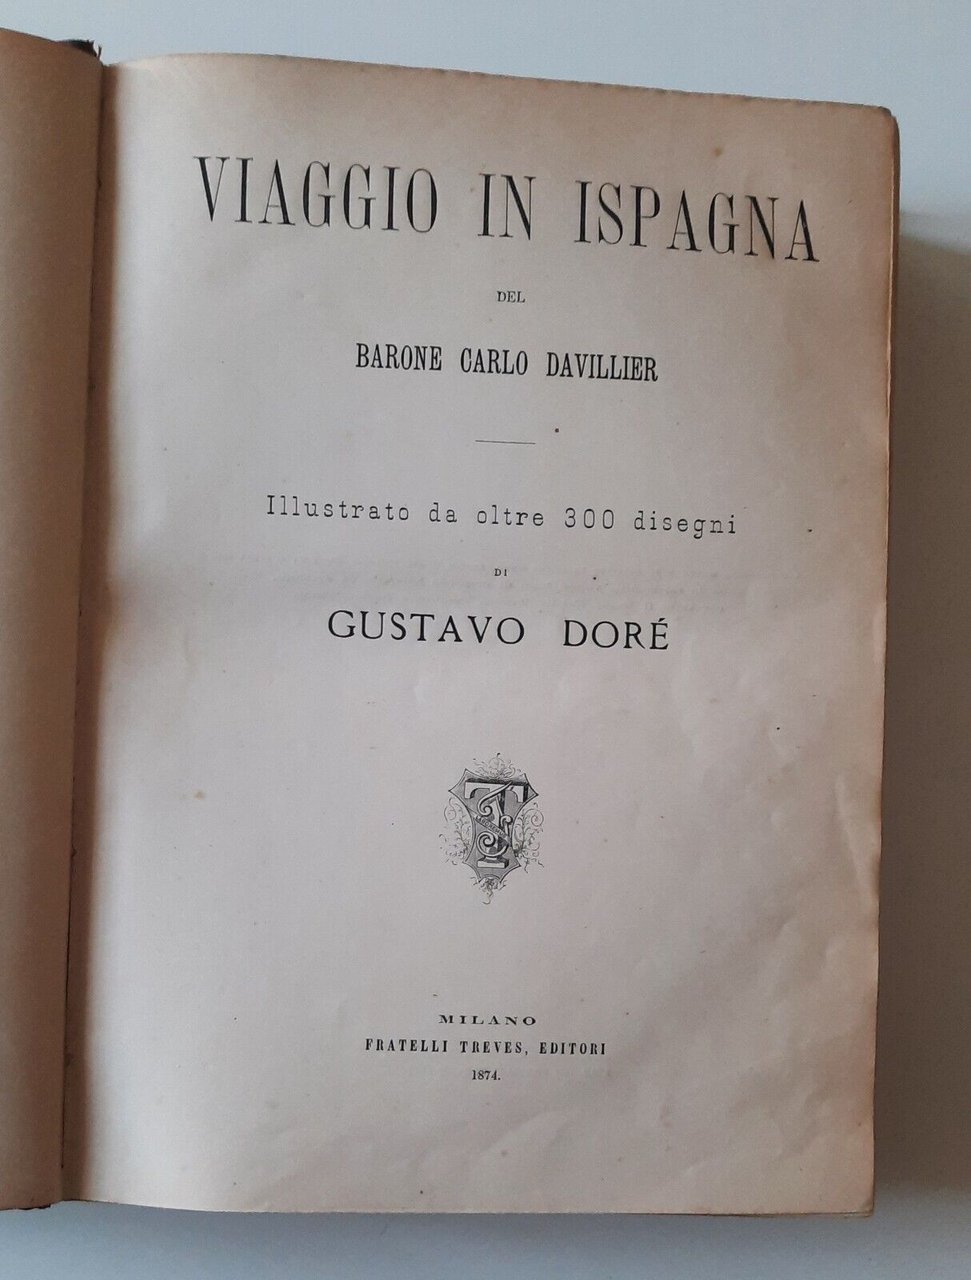 VIAGGIO IN ISPAGNA
DEL
BARONE CARLO DAVILLIER
Illustrato da oltre 300 disegni
DI
GUSTAVO DORÉ
MILANO
FRATELLI TREVES, EDITORI
1874.